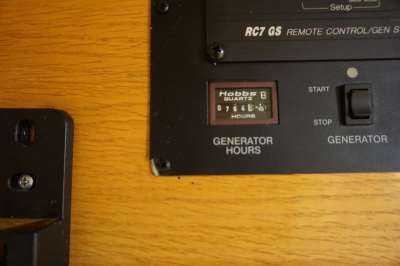 Setup
RC7 GS REMOTE CONTROL/GEN S
Hobbs
QUARTZ
HOURS
START
STOP
GENERATOR
HOURS
GENERATOR